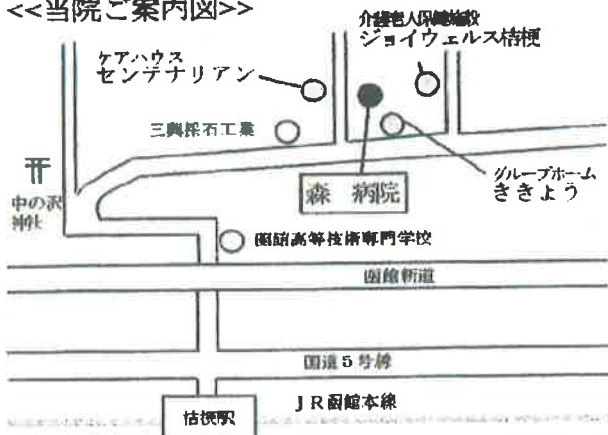 <<当院ご案内図>>
介護老人保健施設
ジョイウェルス桔梗
ケアハウス
センテナリアン
三興採石工業
グループホーム
ききょう
森 病院
中の沢
神社
函館高等技術専門学校
函館新道
国道5号線
JR函館本線
桔梗駅